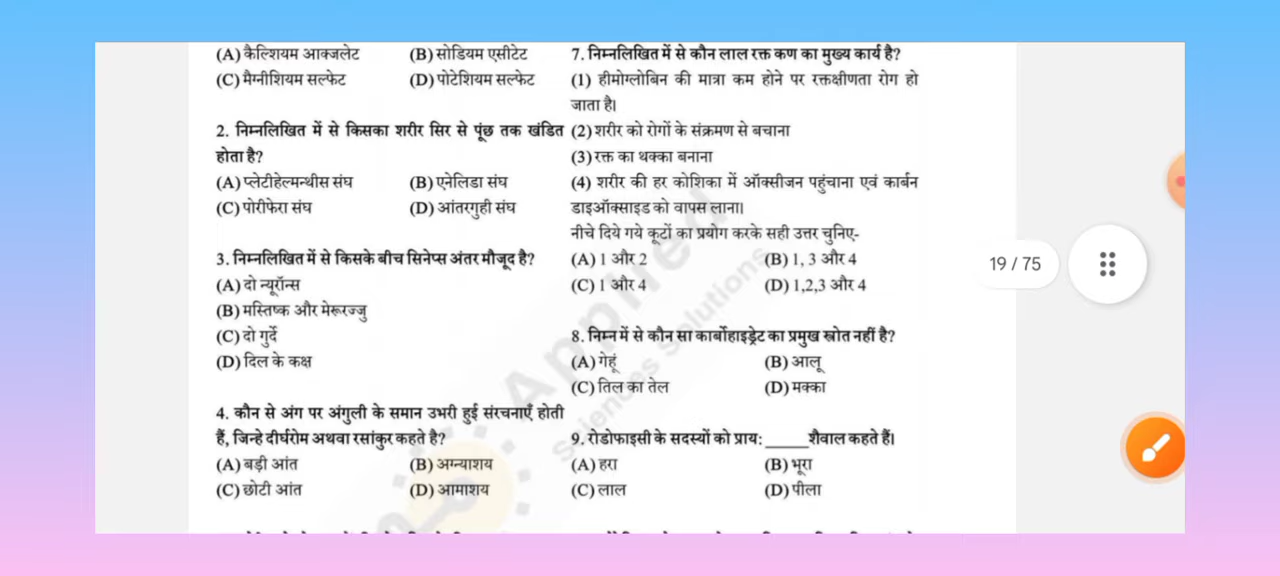 (A) कैल्शियम आक्जलेट (B) सोडियम एसीटेट
(C) मैग्नीशियम सल्फेट (D) पोटेशियम सल्फेट
2. निम्नलिखित में से किसका शरीर सिर से पूंछ तक खंडित
होता है?
(A) प्लेटीहेल्मन्थीस संघ (B) एनेलिडा संघ
(C) पोरीफेरा संघ (D) आंतरगुही संघ
3. निम्नलिखित में से किसके बीच सिनेप्स अंतर मौजूद है?
(A) दो न्यूरॉन्स
(B) मस्तिष्क और मेरूरज्जु
(C) दो गुर्दे
(D) दिल के कक्ष
4. कौन से अंग पर अंगुली के समान उभरी हुई संरचनाएँ होती
हैं, जिन्हे दीर्घरोम अथवा रसांकुर कहते है?
(A) बड़ी आंत (B) अग्न्याशय
(C) छोटी आंत (D) आमाशय
7. निम्नलिखित में से कौन लाल रक्त कण का मुख्य कार्य है?
(1) हीमोग्लोबिन की मात्रा कम होने पर रक्तक्षीणता रोग हो
जाता है।
(2) शरीर को रोगों के संक्रमण से बचाना
(3) रक्त का थक्का बनाना
(4) शरीर की हर कोशिका में ऑक्सीजन पहुंचाना एवं कार्बन
डाइऑक्साइड को वापस लाना।
नीचे दिये गये कूटों का प्रयोग करके सही उत्तर चुनिए-
(A) 1 और 2 (B) 1, 3 और 4
(C) 1 और 4 (D) 1,2,3 और 4
8. निम्न में से कौन सा कार्बोहाइड्रेट का प्रमुख स्त्रोत नहीं है?
(A) गेहूं (B) आलू
(C) तिल का तेल (D) मक्का
9. रोडोफाइसी के सदस्यों को प्राय: _____ शैवाल कहते हैं।
(A) हरा (B) भूरा
(C) लाल (D) पीला
19 / 75
Applied
Sciences Solutions